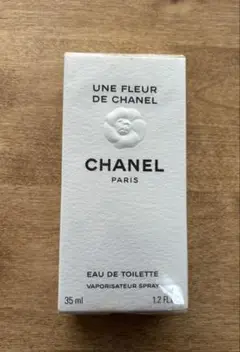 UNE FLEUR
DE CHANEL
CHANEL
PARIS
EAU DE TOILETTE
VAPORISATEUR SPRAY
35 ml 1.2 FL